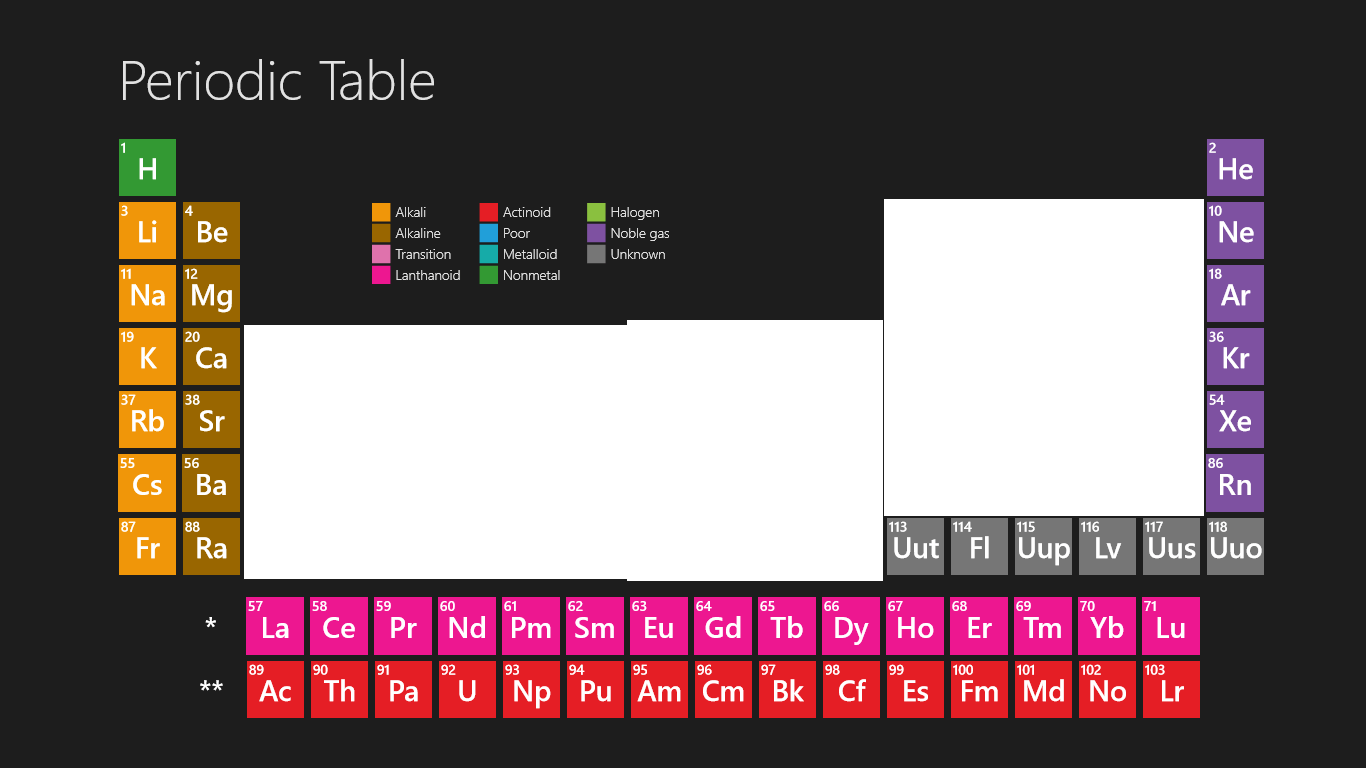 Periodic Table
1 H 2 He
3 Li 4 Be Alkali Actinoid Halogen 10 Ne
Alkaline Poor Noble gas
Transition Metalloid Unknown
11 Na 12 Mg Lanthanoid Nonmetal 18 Ar
19 K 20 Ca 36 Kr
37 Rb 38 Sr 54 Xe
55 Cs 56 Ba 86 Rn
87 Fr 88 Ra 113 Uut 114 Fl 115 Uup 116 Lv 117 Uus 118 Uuo
* 57 La 58 Ce 59 Pr 60 Nd 61 Pm 62 Sm 63 Eu 64 Gd 65 Tb 66 Dy 67 Ho 68 Er 69 Tm 70 Yb 71 Lu
** 89 Ac 90 Th 91 Pa 92 U 93 Np 94 Pu 95 Am 96 Cm 97 Bk 98 Cf 99 Es 100 Fm 101 Md 102 No 103 Lr